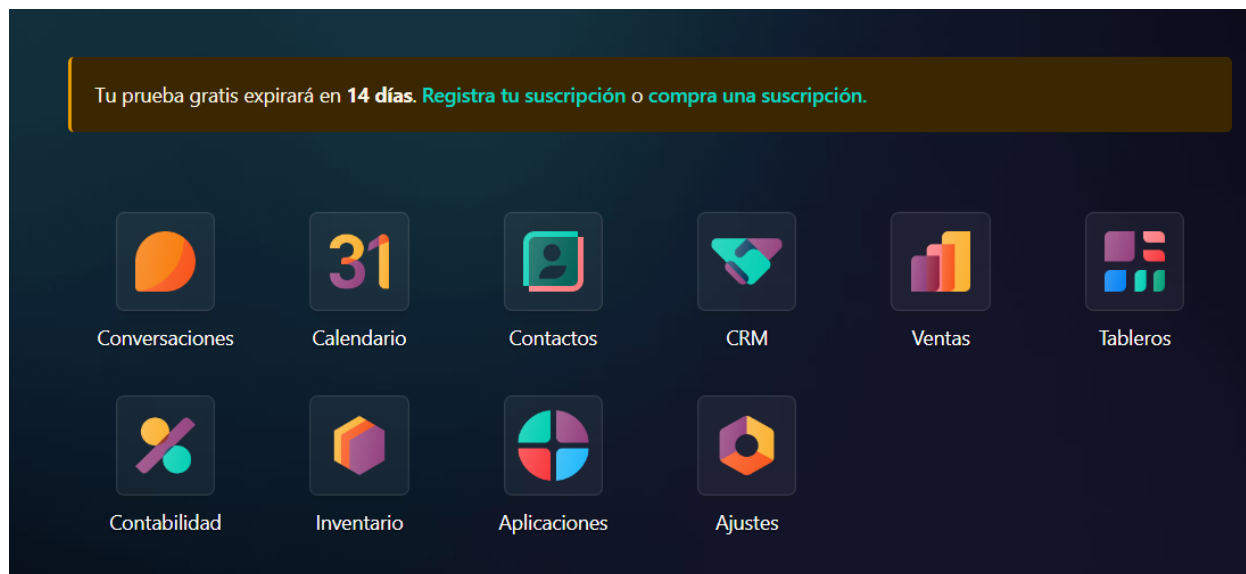 Tu prueba gratis expirará en 14 días. Registra tu suscripción o compra una suscripción.
31
Conversaciones Calendario Contactos CRM Ventas Tableros
Contabilidad Inventario Aplicaciones Ajustes